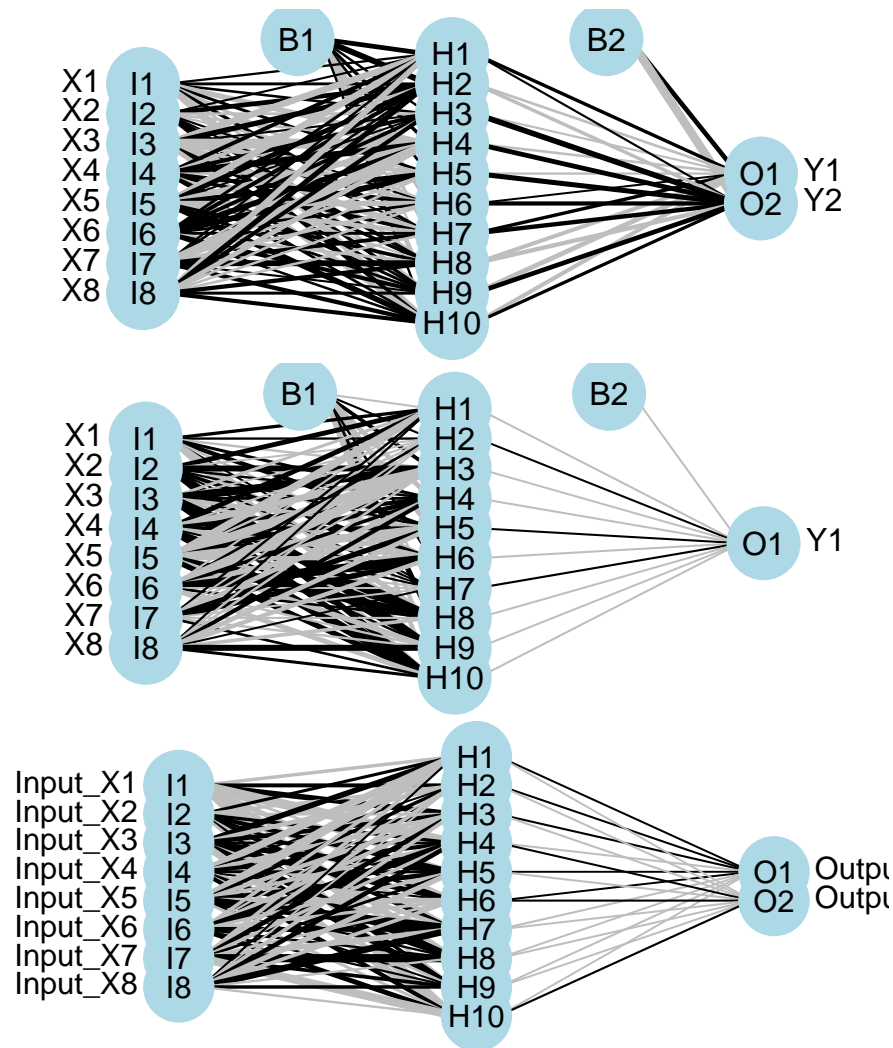 B1 H1 B2
X1 I1
X2 I2 H2
X3 I3 H3
X4 I4 H4
X5 I5 H5 O1 Y1
X6 I6 H6 O2 Y2
X7 I7 H7
X8 I8 H8
H9
H10
B1 H1 B2
X1 I1 H2
X2 I2 H3
X3 I3 H4
X4 I4 H5 O1 Y1
X5 I5 H6
X6 I6 H7
X7 I7 H8
X8 I8 H9
H10
H1
Input_X1 I1 H2
Input_X2 I2 H3
Input_X3 I3 H4
Input_X4 I4 H5 O1 Outpu
Input_X5 I5 H6 O2 Outpu
Input_X6 I6 H7
Input_X7 I7 H8
Input_X8 I8 H9
H10